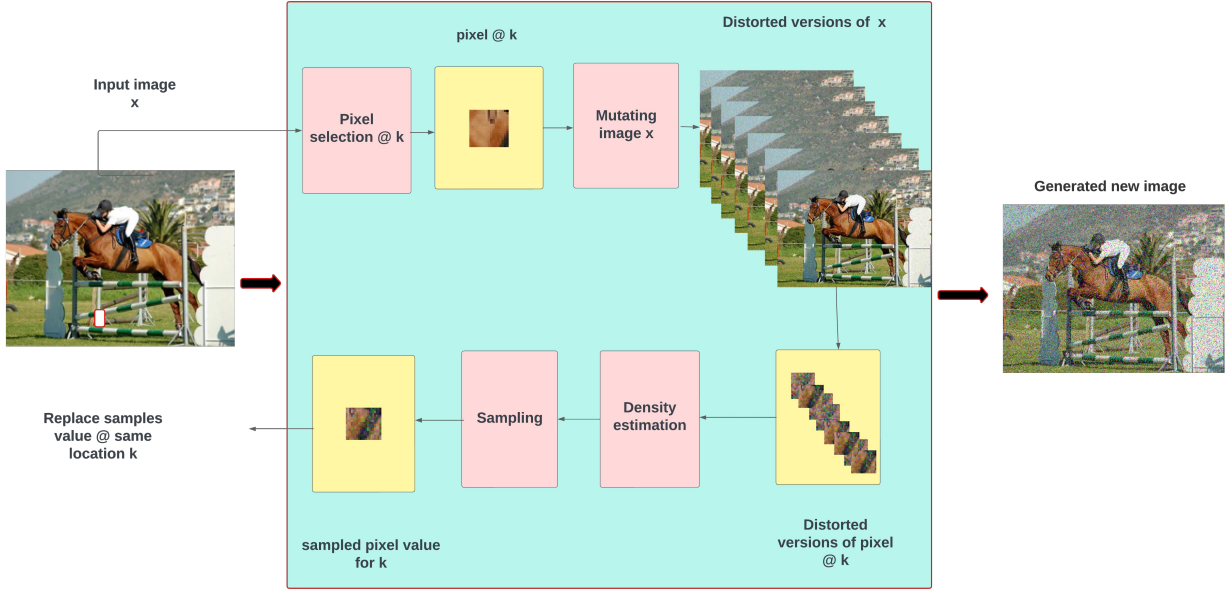 Input image
x
pixel @ k
Distorted versions of x
Pixel
selection @ k
Mutating
image x
Generated new image
Replace samples
value @ same
location k
Sampling
Density
estimation
sampled pixel value
for k
Distorted
versions of pixel
@ k